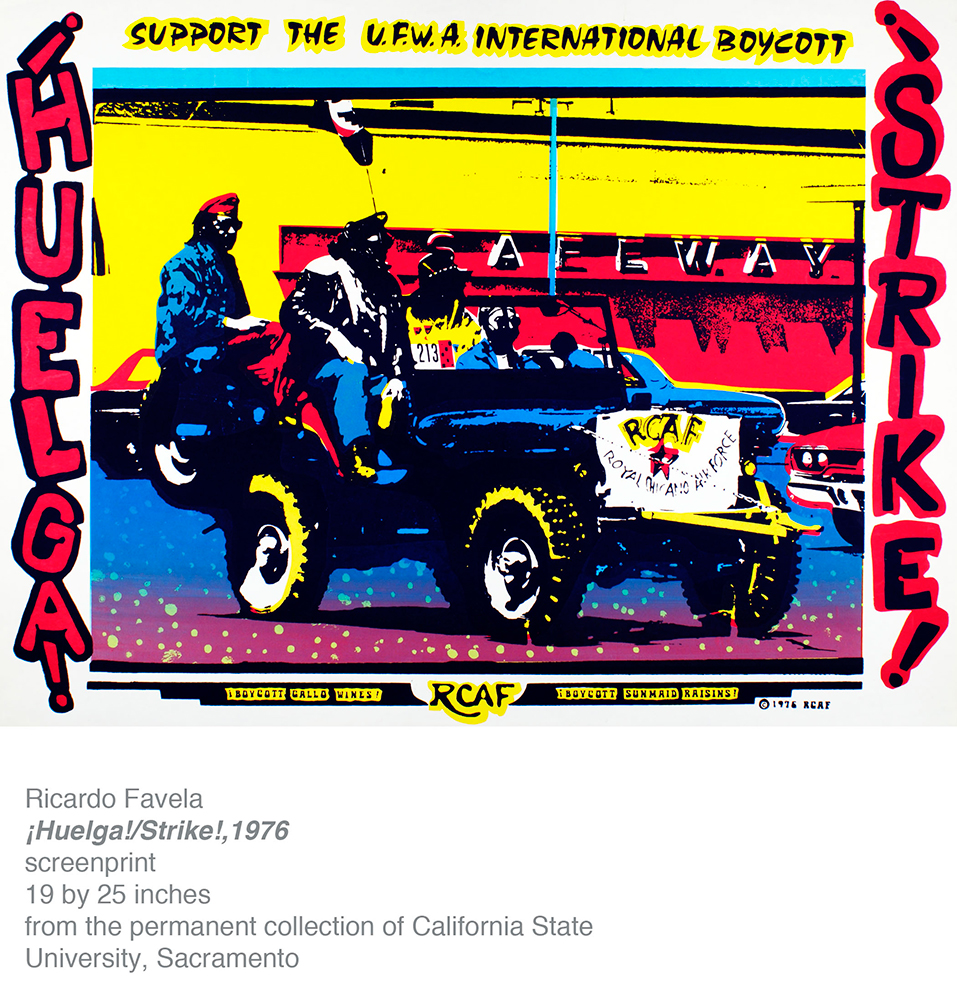 SUPPORT THE U.F.W.A. INTERNATIONAL BOYCOTT
¡HUELGA!
¡STRIKE!
SAFEWAY
213
RCAF
ROYAL CHICANO AIR FORCE
¡BOYCOTT GALLO WINES!
RCAF
¡BOYCOTT SUNMAID RAISINS!
© 1976 RCAF
Ricardo Favela
¡Huelga!/Strike!,1976
screenprint
19 by 25 inches
from the permanent collection of California State
University, Sacramento